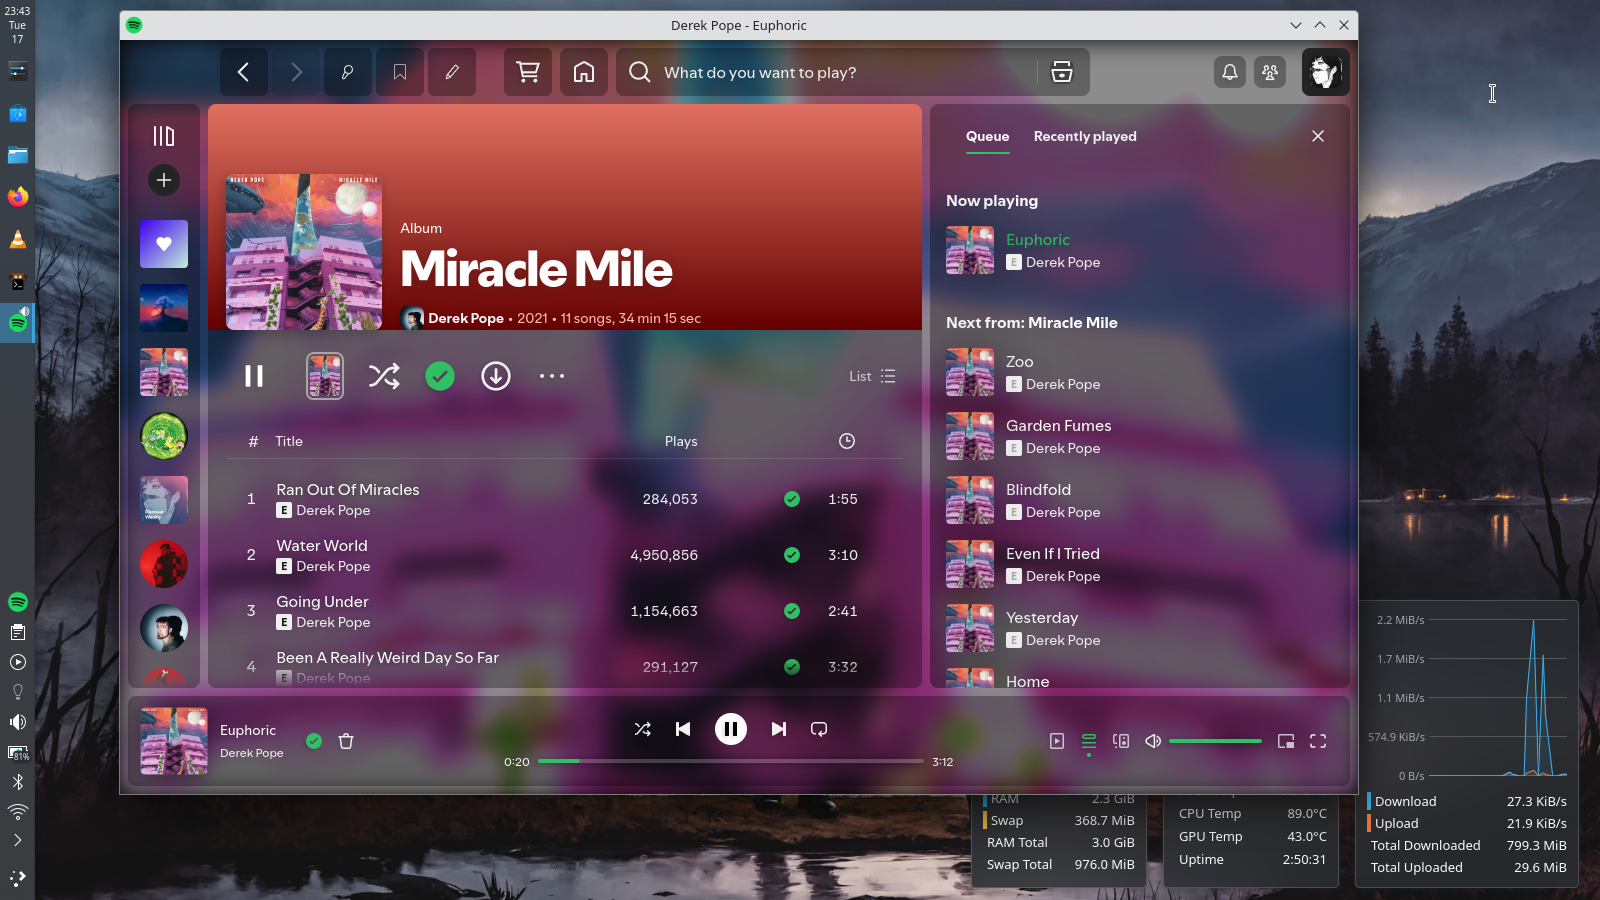 23:43
Tue
17
Derek Pope - Euphoric
What do you want to play?
DEREK POPE
MIRACLE MILE
Album
Miracle Mile
Derek Pope • 2021 • 11 songs, 34 min 15 sec
List
# Title Plays
1 Ran Out Of Miracles 284,053 1:55
E Derek Pope
2 Water World 4,950,856 3:10
E Derek Pope
3 Going Under 1,154,663 2:41
E Derek Pope
4 Been A Really Weird Day So Far 291,127 3:32
E Derek Pope
Discover
Weekly
Queue Recently played
Now playing
Euphoric
E Derek Pope
Next from: Miracle Mile
Zoo
E Derek Pope
Garden Fumes
E Derek Pope
Blindfold
E Derek Pope
Even If I Tried
E Derek Pope
Yesterday
E Derek Pope
Home
Euphoric
Derek Pope
0:20
3:12
81%
RAM 2.3 GiB
Swap 368.7 MiB
RAM Total 3.0 GiB
Swap Total 976.0 MiB
CPU Temp 89.0°C
GPU Temp 43.0°C
Uptime 2:50:31
2.2 MiB/s
1.7 MiB/s
1.1 MiB/s
574.9 KiB/s
0 B/s
Download 27.3 KiB/s
Upload 21.9 KiB/s
Total Downloaded 799.3 MiB
Total Uploaded 29.6 MiB